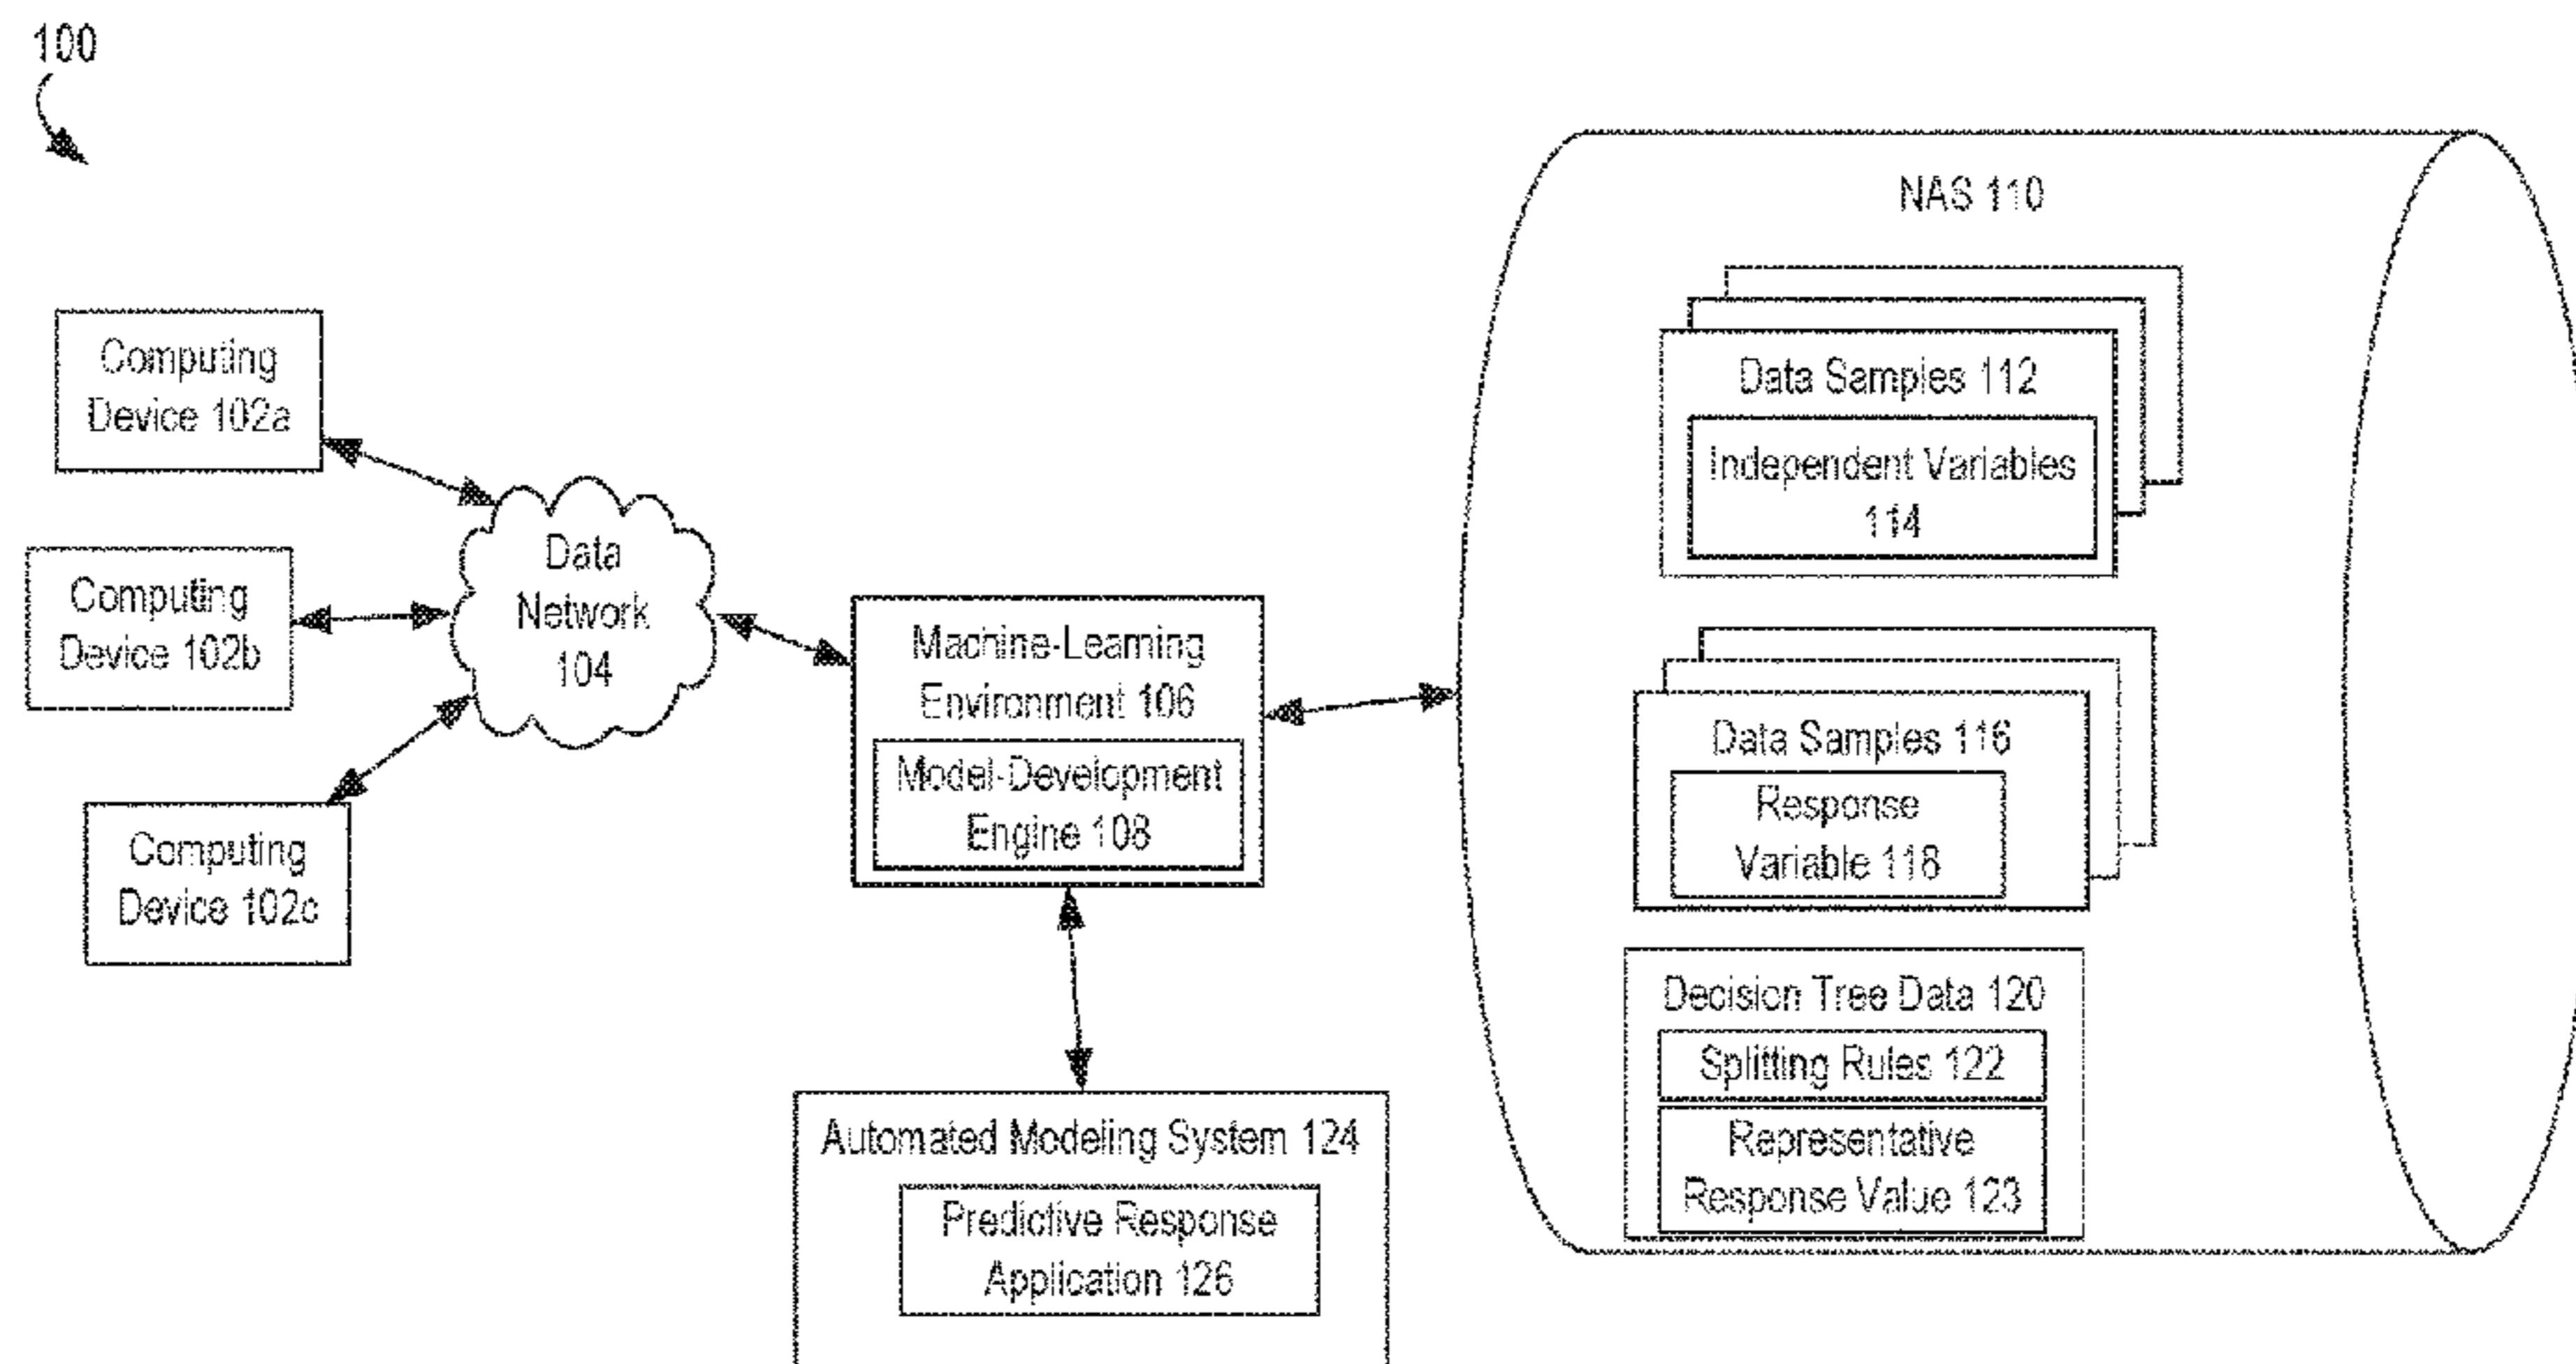 100
Computing
Device 102a
Computing
Device 102b
Computing
Device 102c
Data
Network
104
Machine-Learning
Environment 106
Model-Development
Engine 108
Automated Modeling System 124
Predictive Response
Application 126
NAS 110
Data Samples 112
Independent Variables
114
Data Samples 116
Response
Variable 118
Decision Tree Data 120
Splitting Rules 122
Representative
Response Value 123